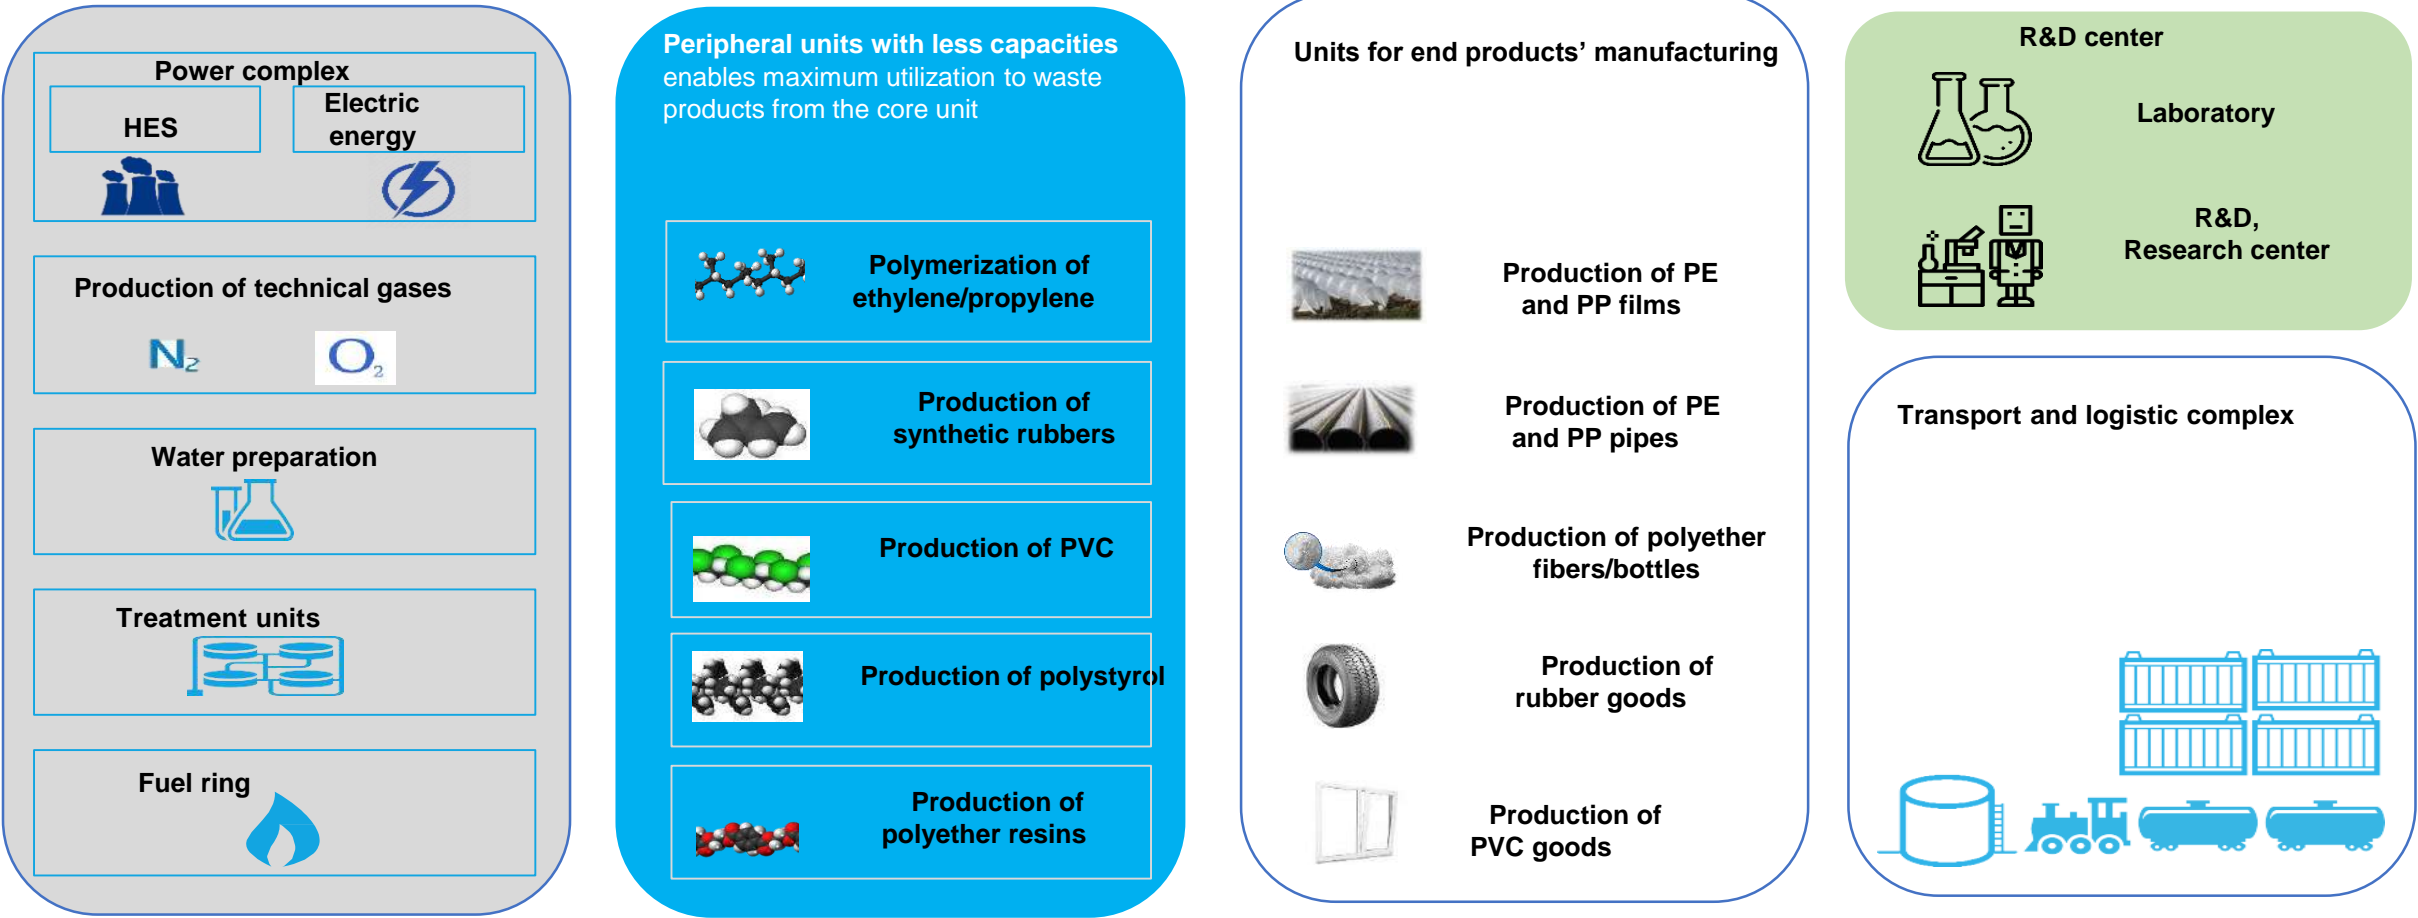 Power complex
HES
Electric
energy
Production of technical gases
N2
O2
Water preparation
Treatment units
Fuel ring
Peripheral units with less capacities
enables maximum utilization to waste
products from the core unit
Polymerization of
ethylene/propylene
Production of
synthetic rubbers
Production of PVC
Production of polystyrol
Production of
polyether resins
Units for end products’ manufacturing
Production of PE
and PP films
Production of PE
and PP pipes
Production of polyether
fibers/bottles
Production of
rubber goods
Production of
PVC goods
R&D center
Laboratory
R&D,
Research center
Transport and logistic complex